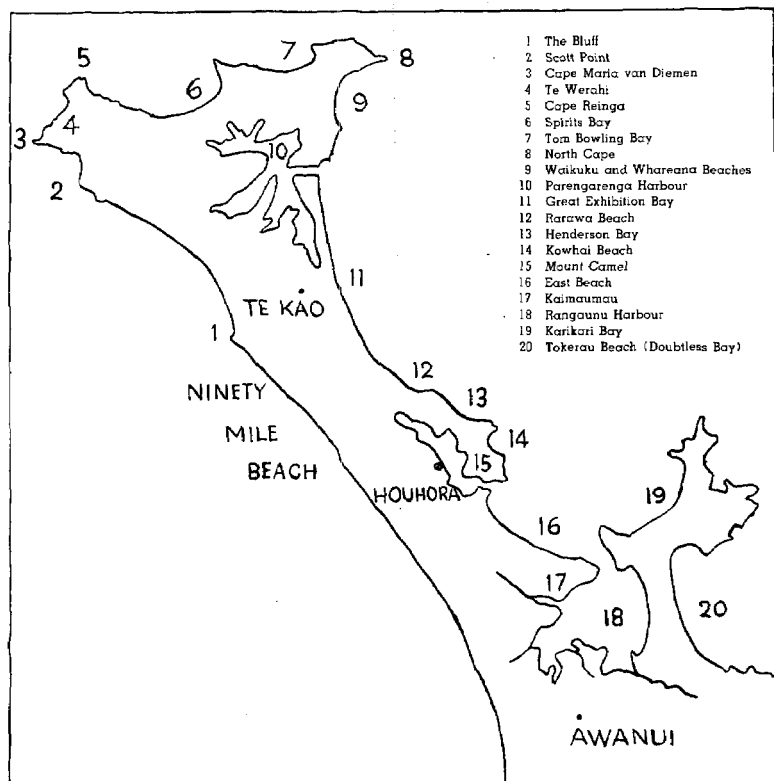 1 The Bluff
2 Scott Point
3 Cape Maria van Diemen
4 Te Werahi
5 Cape Reinga
6 Spirits Bay
7 Tom Bowling Bay
8 North Cape
9 Waikuku and Whareana Beaches
10 Parengarenga Harbour
11 Great Exhibition Bay
12 Rarawa Beach
13 Henderson Bay
14 Kowhai Beach
15 Mount Camel
16 East Beach
17 Kaimaumau
18 Rangaunu Harbour
19 Karikari Bay
20 Tokerau Beach (Doubtless Bay)
5
7
8
6
9
4
3
10
2
11
TE KAO
1
12
NINETY
13
MILE
14
BEACH
15
HOUHORA
19
16
17
18
20
AWANUI